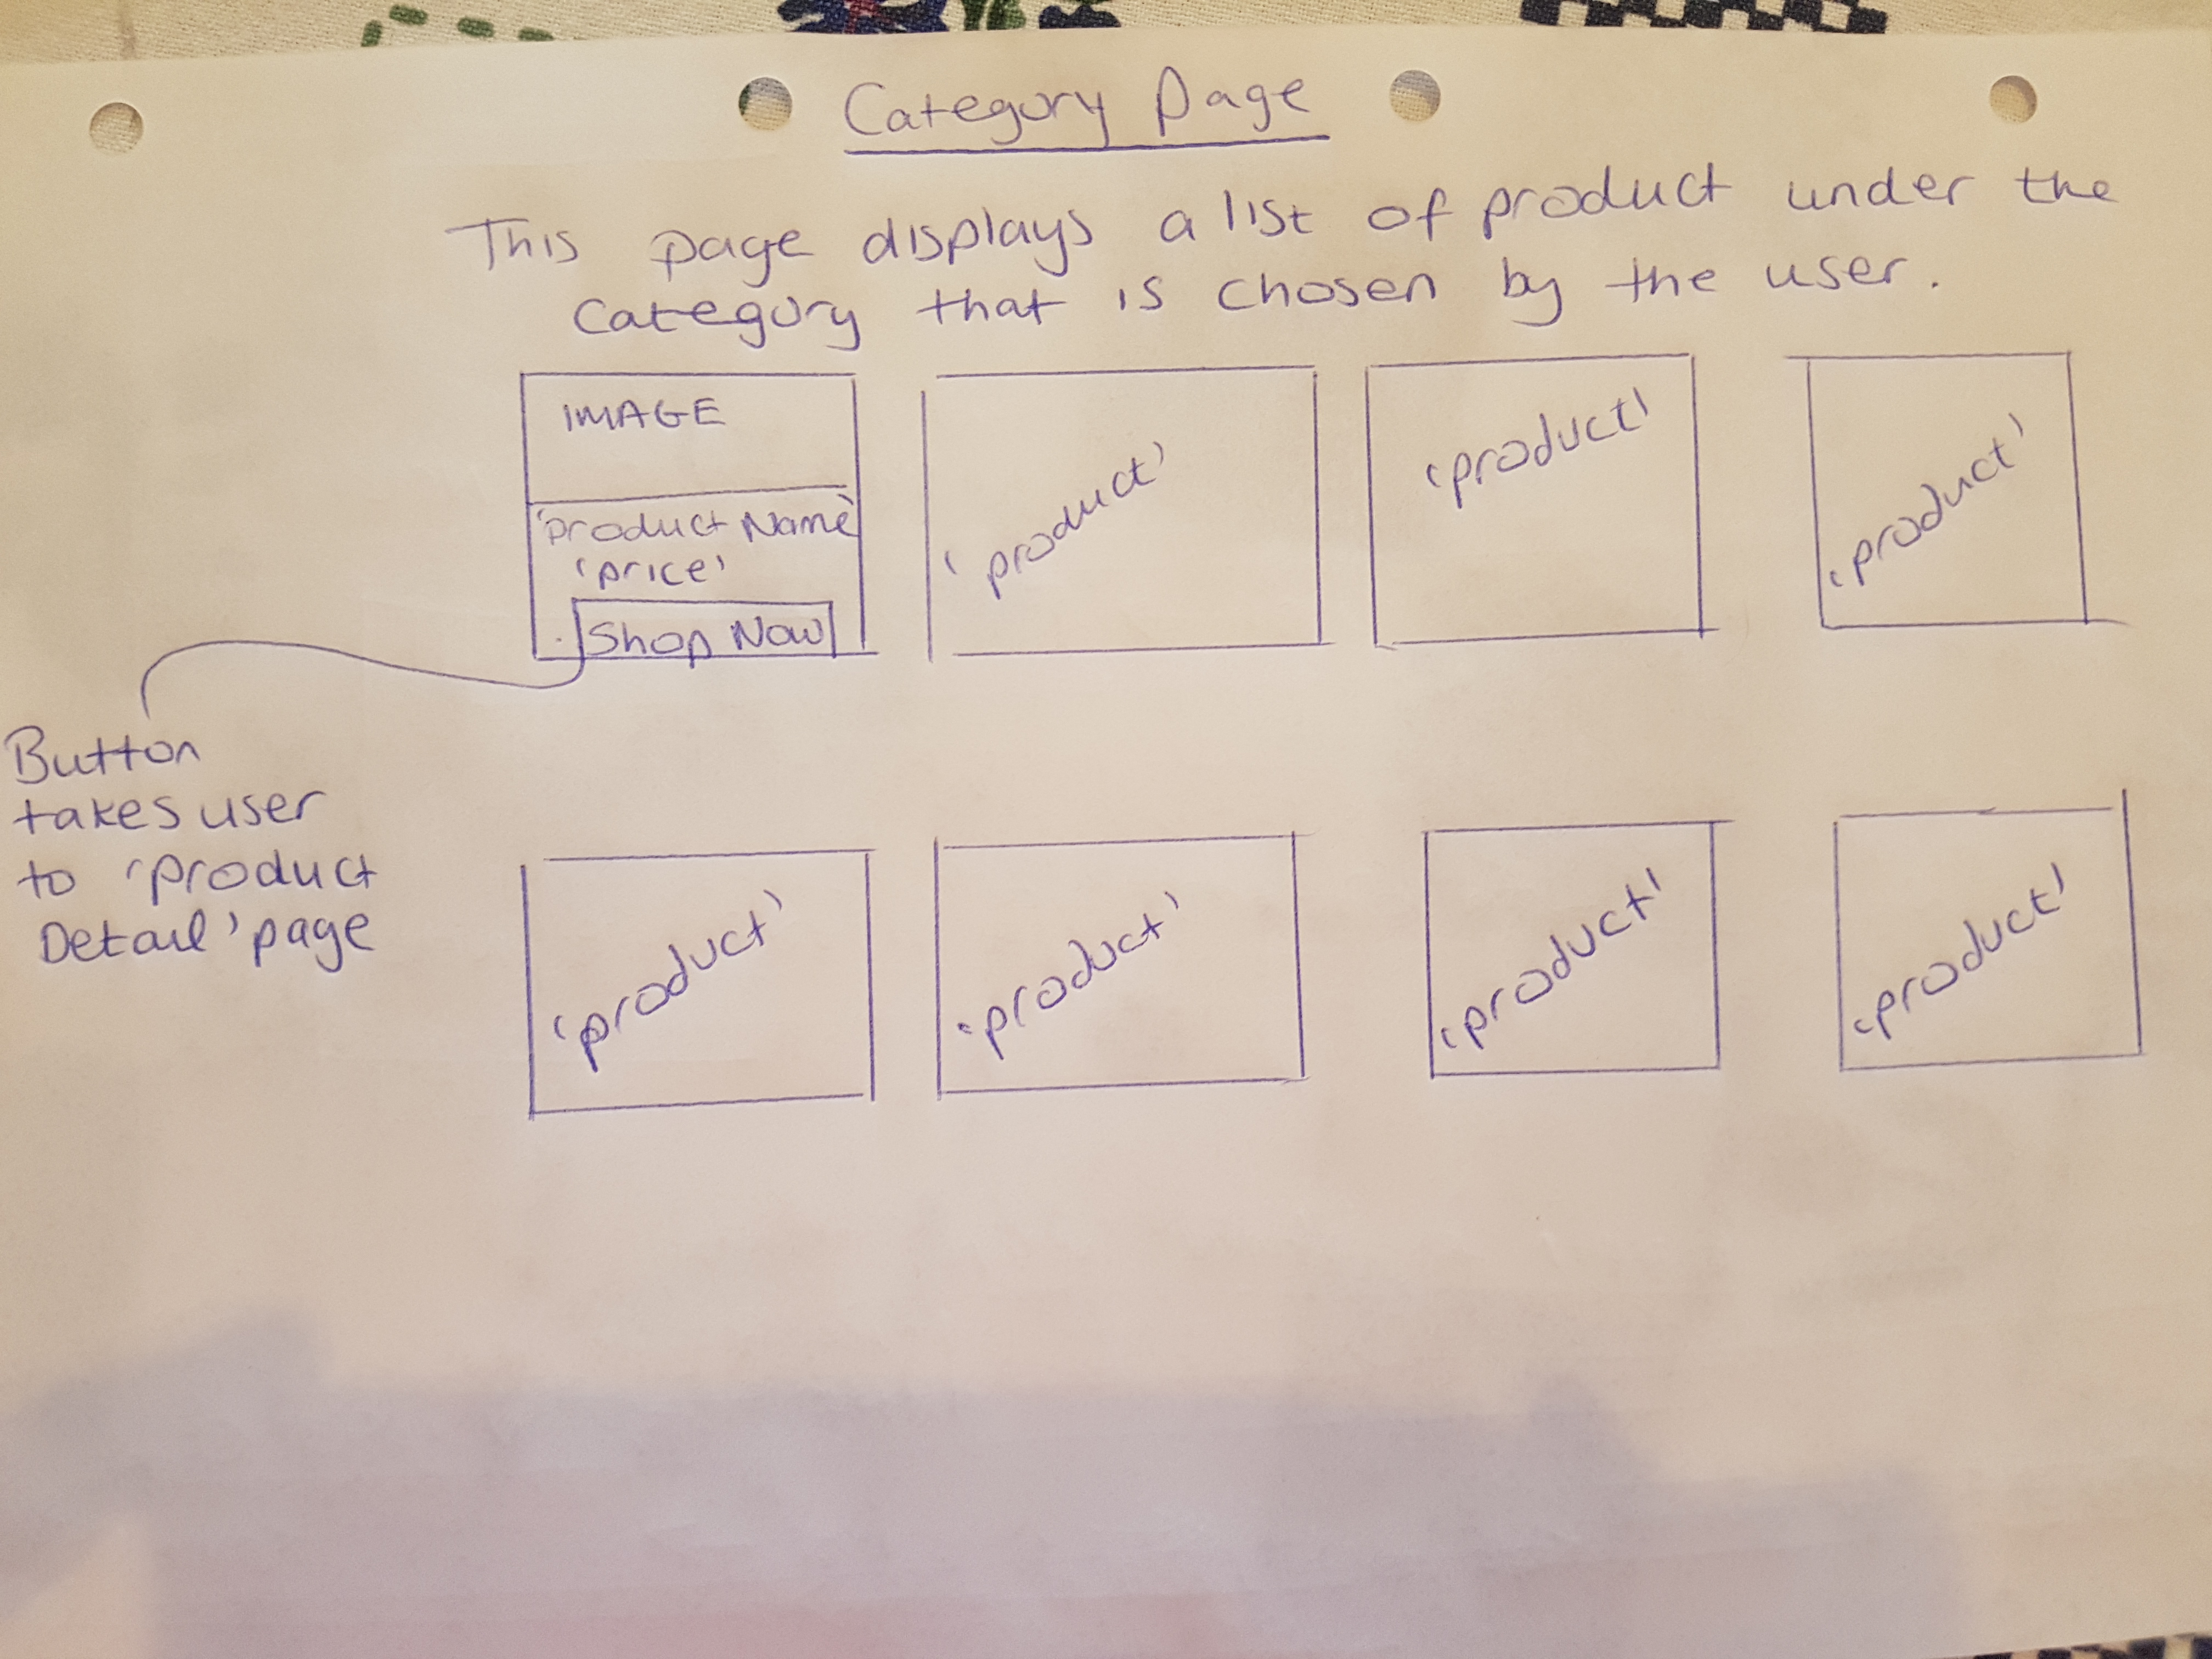 Category Page
This page displays a list of product under the
category that is chosen by the user.
IMAGE
'product Name'
'price'
Shop Now
'product'
'product'
'product'
Button
takes user
to 'product
Detail' page
'product'
'product'
'product'
'product'